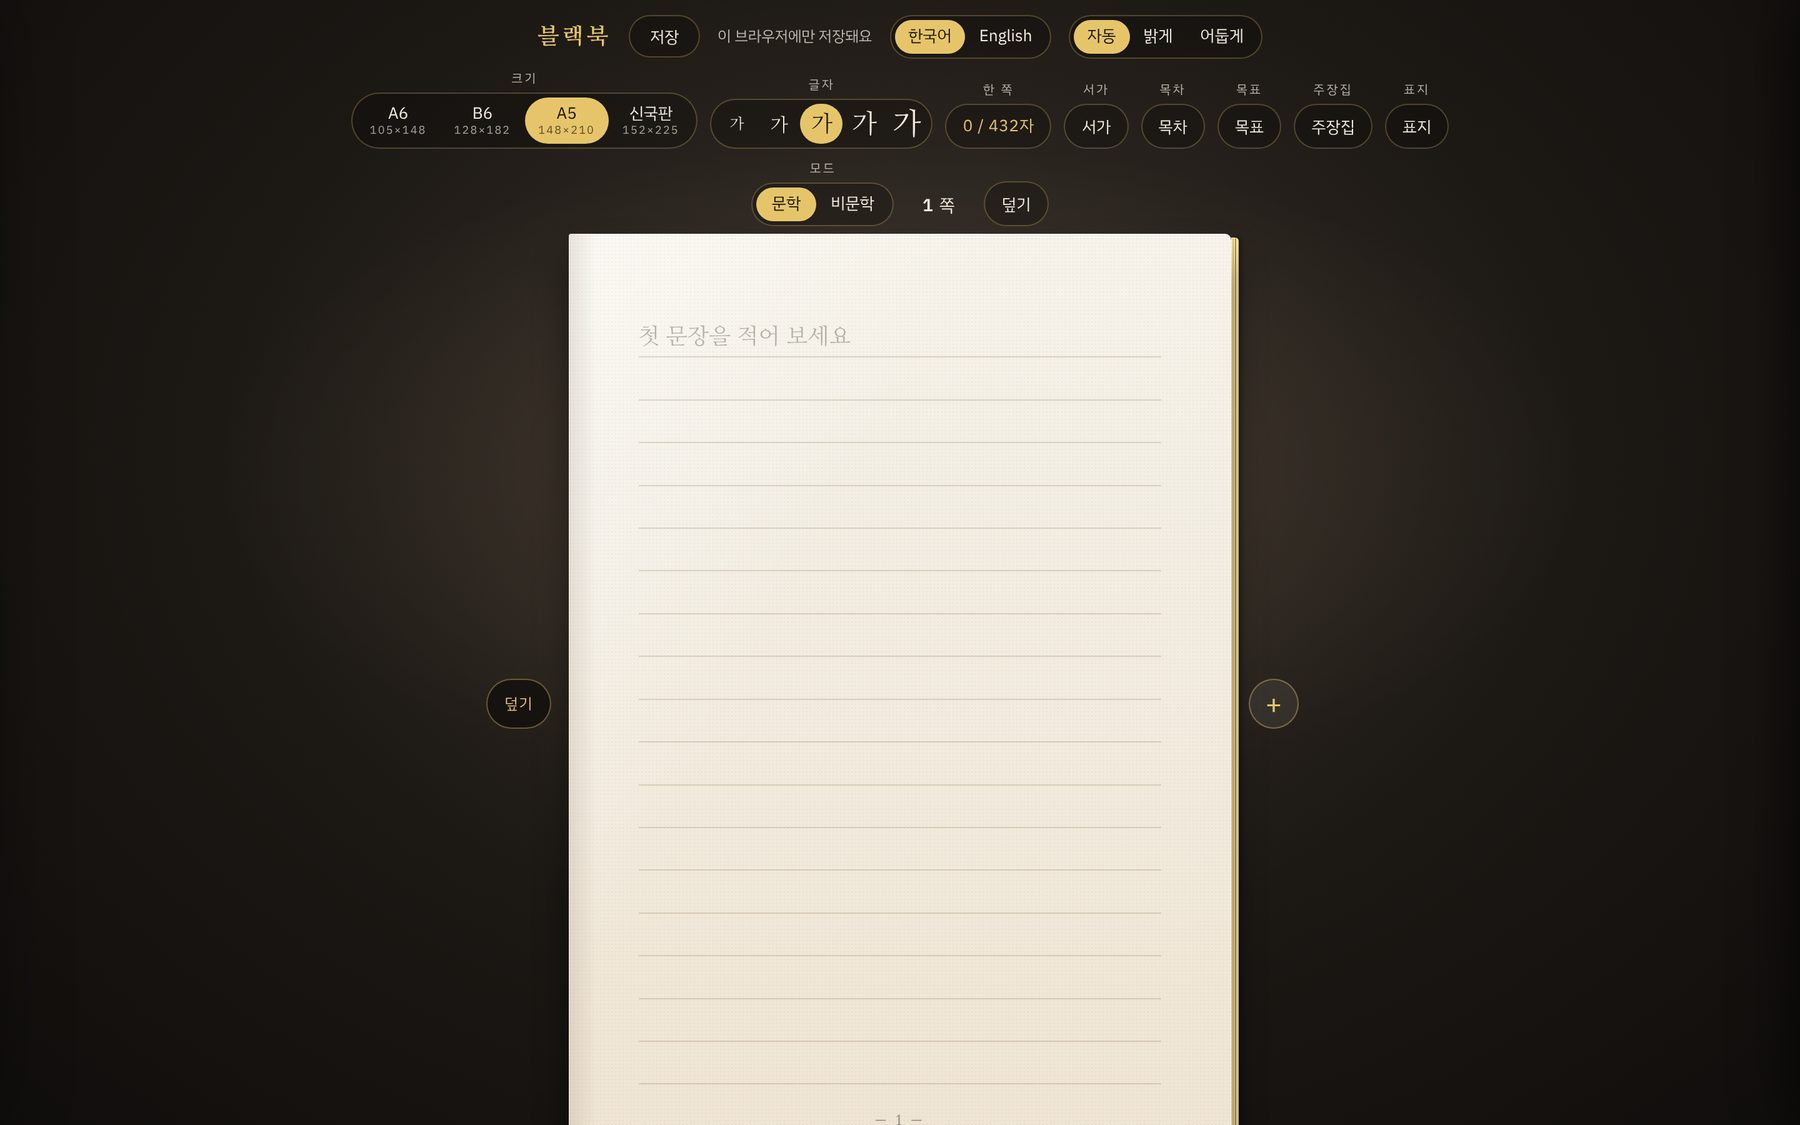 블랙북 저장 이 브라우저에만 저장돼요 한국어 English 자동 밝게 어둡게
크기 글자 한 쪽 서가 목차 목표 주장집 표지
A6 B6 A5 신국판 가 가 가 가 가 0 / 432자 서가 목차 목표 주장집 표지
105×148 128×182 148×210 152×225
모드
문학 비문학 1 쪽 덮기
첫 문장을 적어 보세요
덮기 +
— 1 —